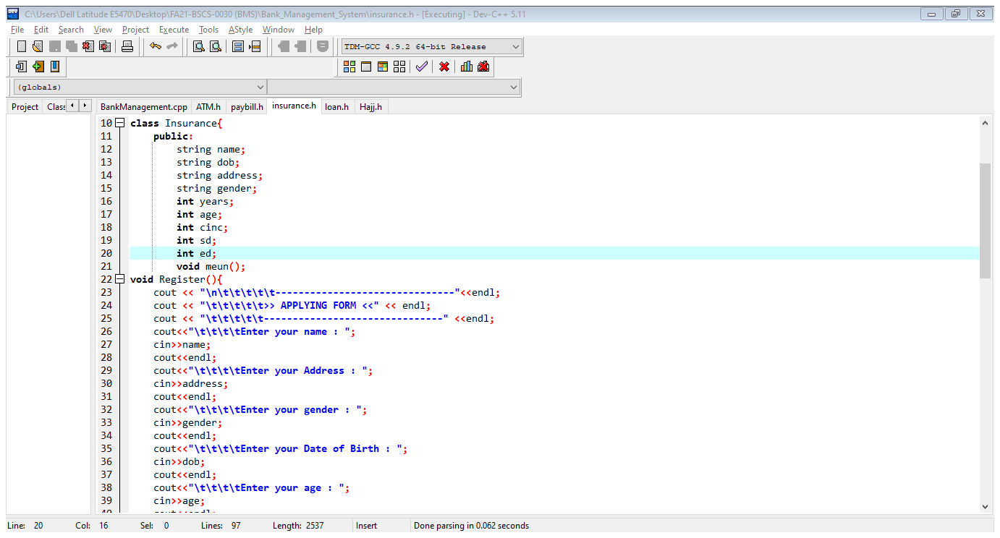 C:\Users\Dell Latitude E5470\Desktop\FA21-BSCS-0030 (BMS)\Bank_Management_System\insurance.h - [Executing] - Dev-C++ 5.11
File Edit Search View Project Execute Tools AStyle Window Help
TDM-GCC 4.9.2 64-bit Release
(globals)
Project Class BankManagement.cpp ATM.h paybill.h insurance.h loan.h Hajj.h
10 class Insurance{
11 public:
12 string name;
13 string dob;
14 string address;
15 string gender;
16 int years;
17 int age;
18 int cinc;
19 int sd;
20 int ed;
21 void meun();
22 void Register(){
23 cout << "\n\t\t\t\t\t-------------------------------"<<endl;
24 cout << "\t\t\t\t\t>> APPLYING FORM <<" << endl;
25 cout << "\t\t\t\t\t-------------------------------" <<endl;
26 cout<<"\t\t\t\tEnter your name : ";
27 cin>>name;
28 cout<<endl;
29 cout<<"\t\t\t\tEnter your Address : ";
30 cin>>address;
31 cout<<endl;
32 cout<<"\t\t\t\tEnter your gender : ";
33 cin>>gender;
34 cout<<endl;
35 cout<<"\t\t\t\tEnter your Date of Birth : ";
36 cin>>dob;
37 cout<<endl;
38 cout<<"\t\t\t\tEnter your age : ";
39 cin>>age;
40 cout<<endl;
Line: 20 Col: 16 Sel: 0 Lines: 97 Length: 2537 Insert Done parsing in 0.062 seconds